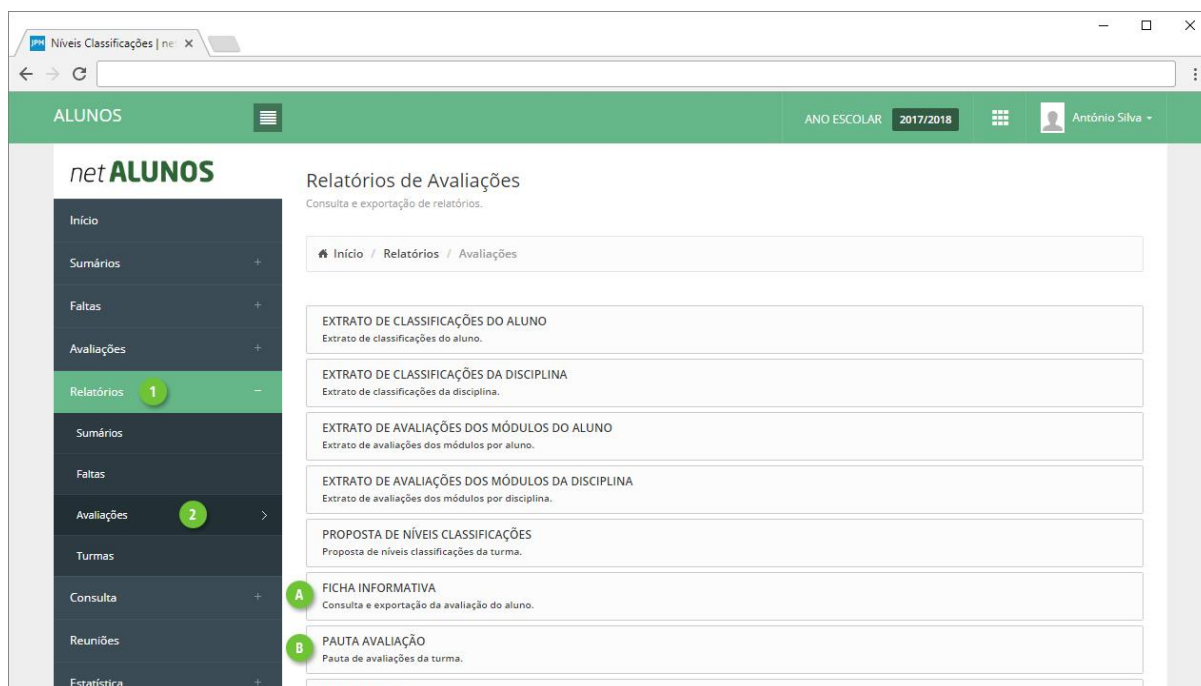 JPM Níveis Classificações | ne
ALUNOS
ANO ESCOLAR 2017/2018
António Silva
net ALUNOS
Início
Sumários
Faltas
Avaliações
Relatórios 1
Sumários
Faltas
Avaliações 2
Turmas
Consulta
Reuniões
Estatística
Relatórios de Avaliações
Consulta e exportação de relatórios.
Início / Relatórios / Avaliações
EXTRATO DE CLASSIFICAÇÕES DO ALUNO
Extrato de classificações do aluno.
EXTRATO DE CLASSIFICAÇÕES DA DISCIPLINA
Extrato de classificações da disciplina.
EXTRATO DE AVALIAÇÕES DOS MÓDULOS DO ALUNO
Extrato de avaliações dos módulos por aluno.
EXTRATO DE AVALIAÇÕES DOS MÓDULOS DA DISCIPLINA
Extrato de avaliações dos módulos por disciplina.
PROPOSTA DE NÍVEIS CLASSIFICAÇÕES
Proposta de níveis classificações da turma.
A FICHA INFORMATIVA
Consulta e exportação da avaliação do aluno.
B PAUTA AVALIAÇÃO
Pauta de avaliações da turma.